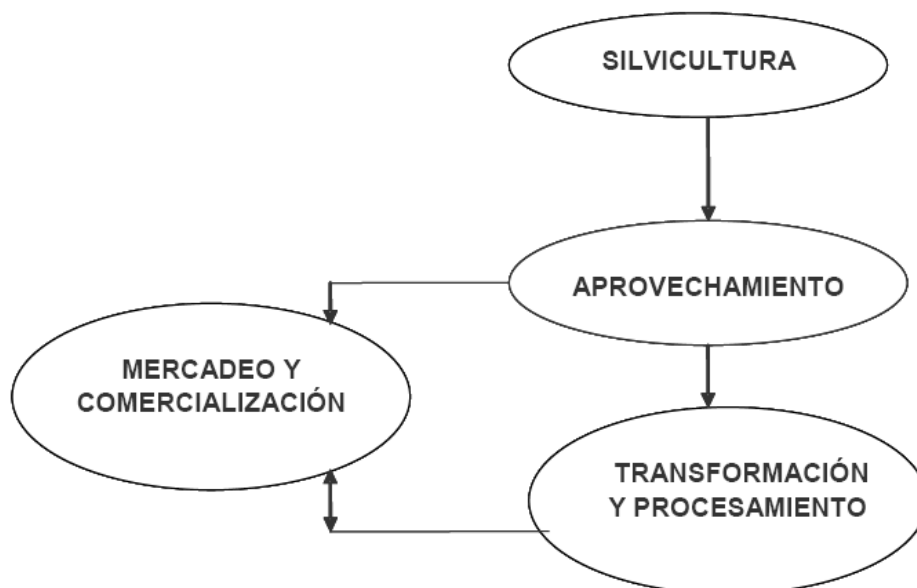 SILVICULTURA
APROVECHAMIENTO
MERCADEO Y
COMERCIALIZACIÓN
TRANSFORMACIÓN
Y PROCESAMIENTO